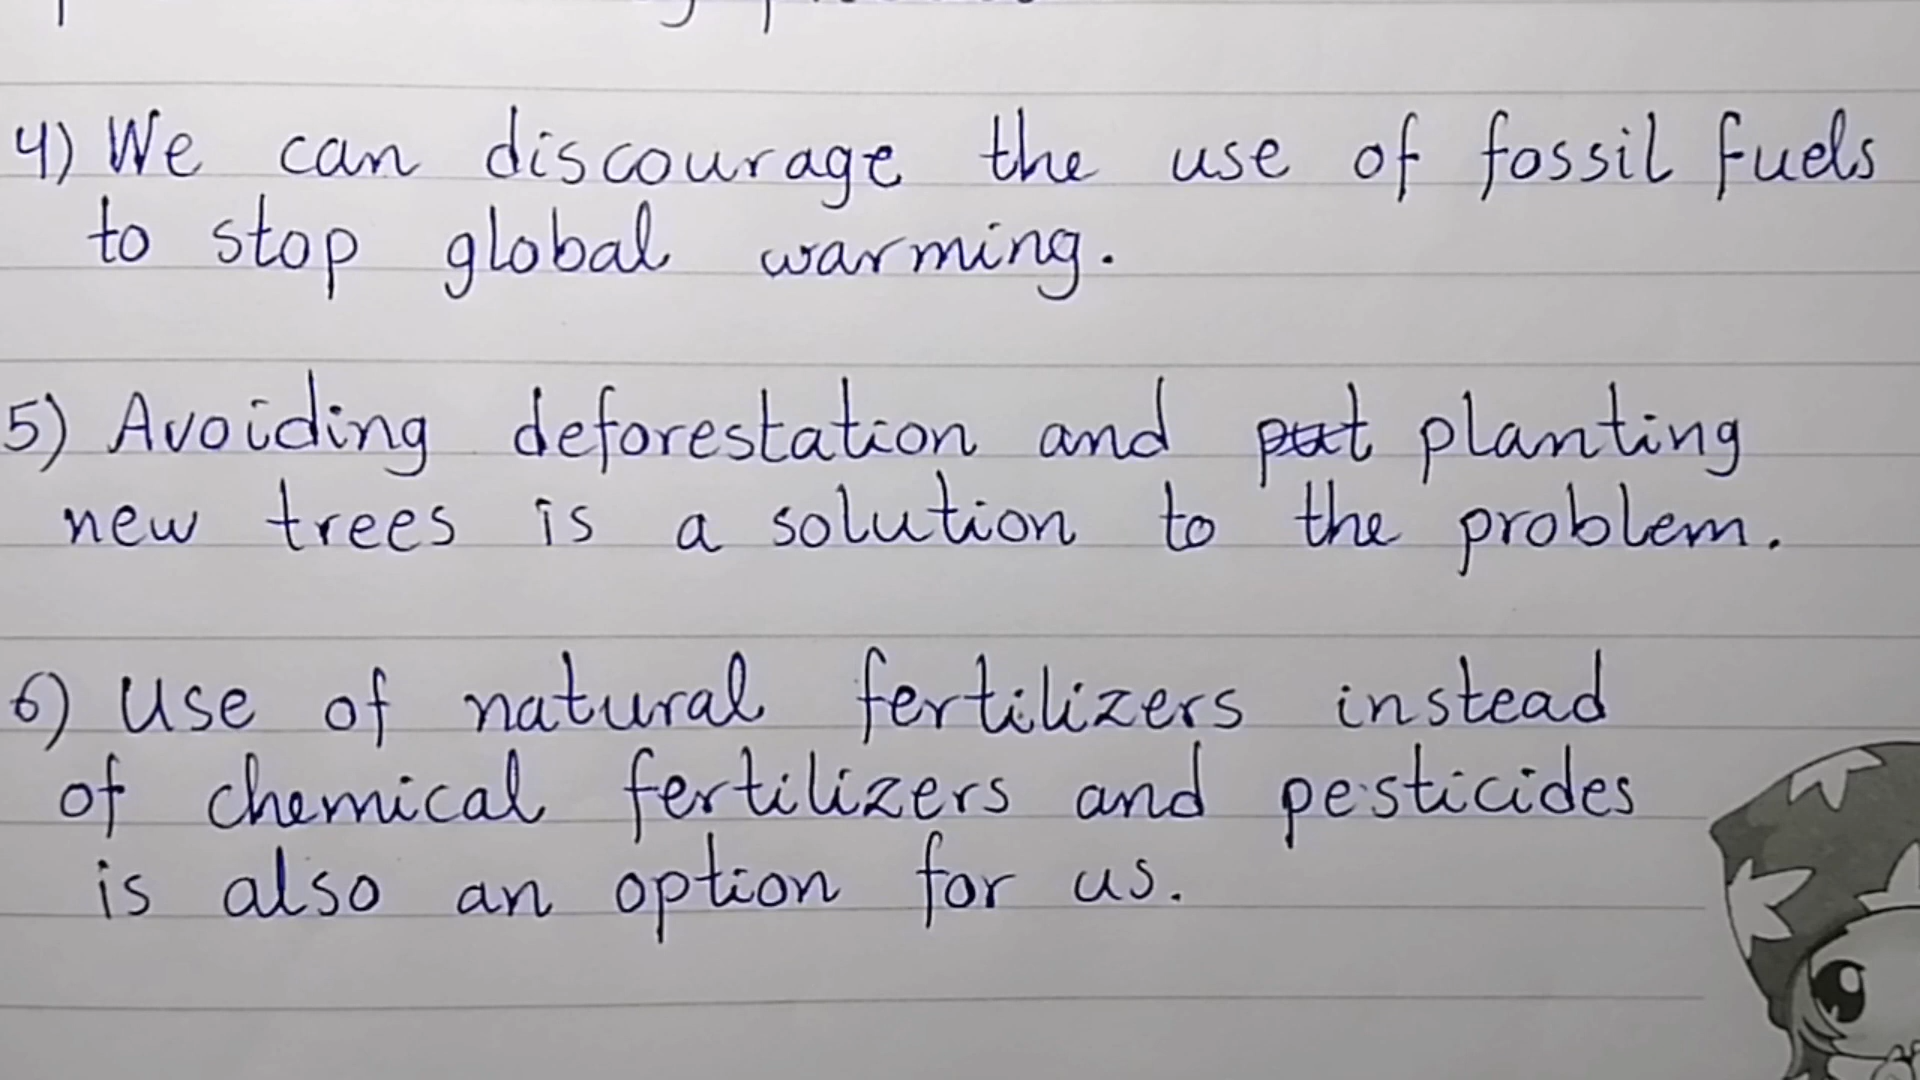 4) We can discourage the use of fossil fuels
to stop global warming.
5) Avoiding deforestation and put planting
new trees is a solution to the problem.
6) Use of natural fertilizers instead
of chemical fertilizers and pesticides
is also an option for us.